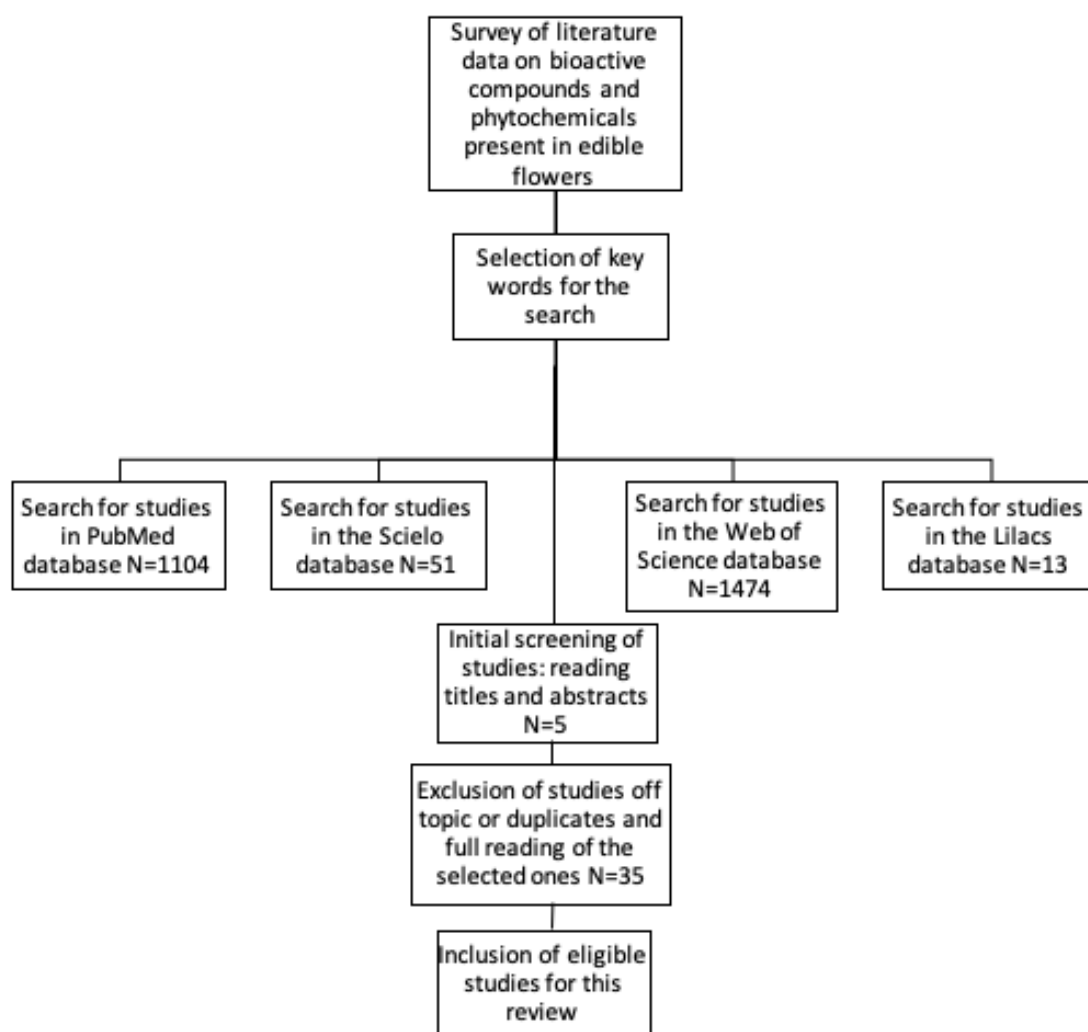 Survey of literature
data on bioactive
compounds and
phytochemicals
present in edible
flowers
Selection of key
words for the
search
Search for studies
in PubMed
database N=1104
Search for studies
in the Scielo
database N=51
Search for studies
in the Web of
Science database
N=1474
Search for studies
in the Lilacs
database N=13
Initial screening of
studies: reading
titles and abstracts
N=5
Exclusion of studies off
topic or duplicates and
full reading of the
selected ones N=35
Inclusion of eligible
studies for this
review